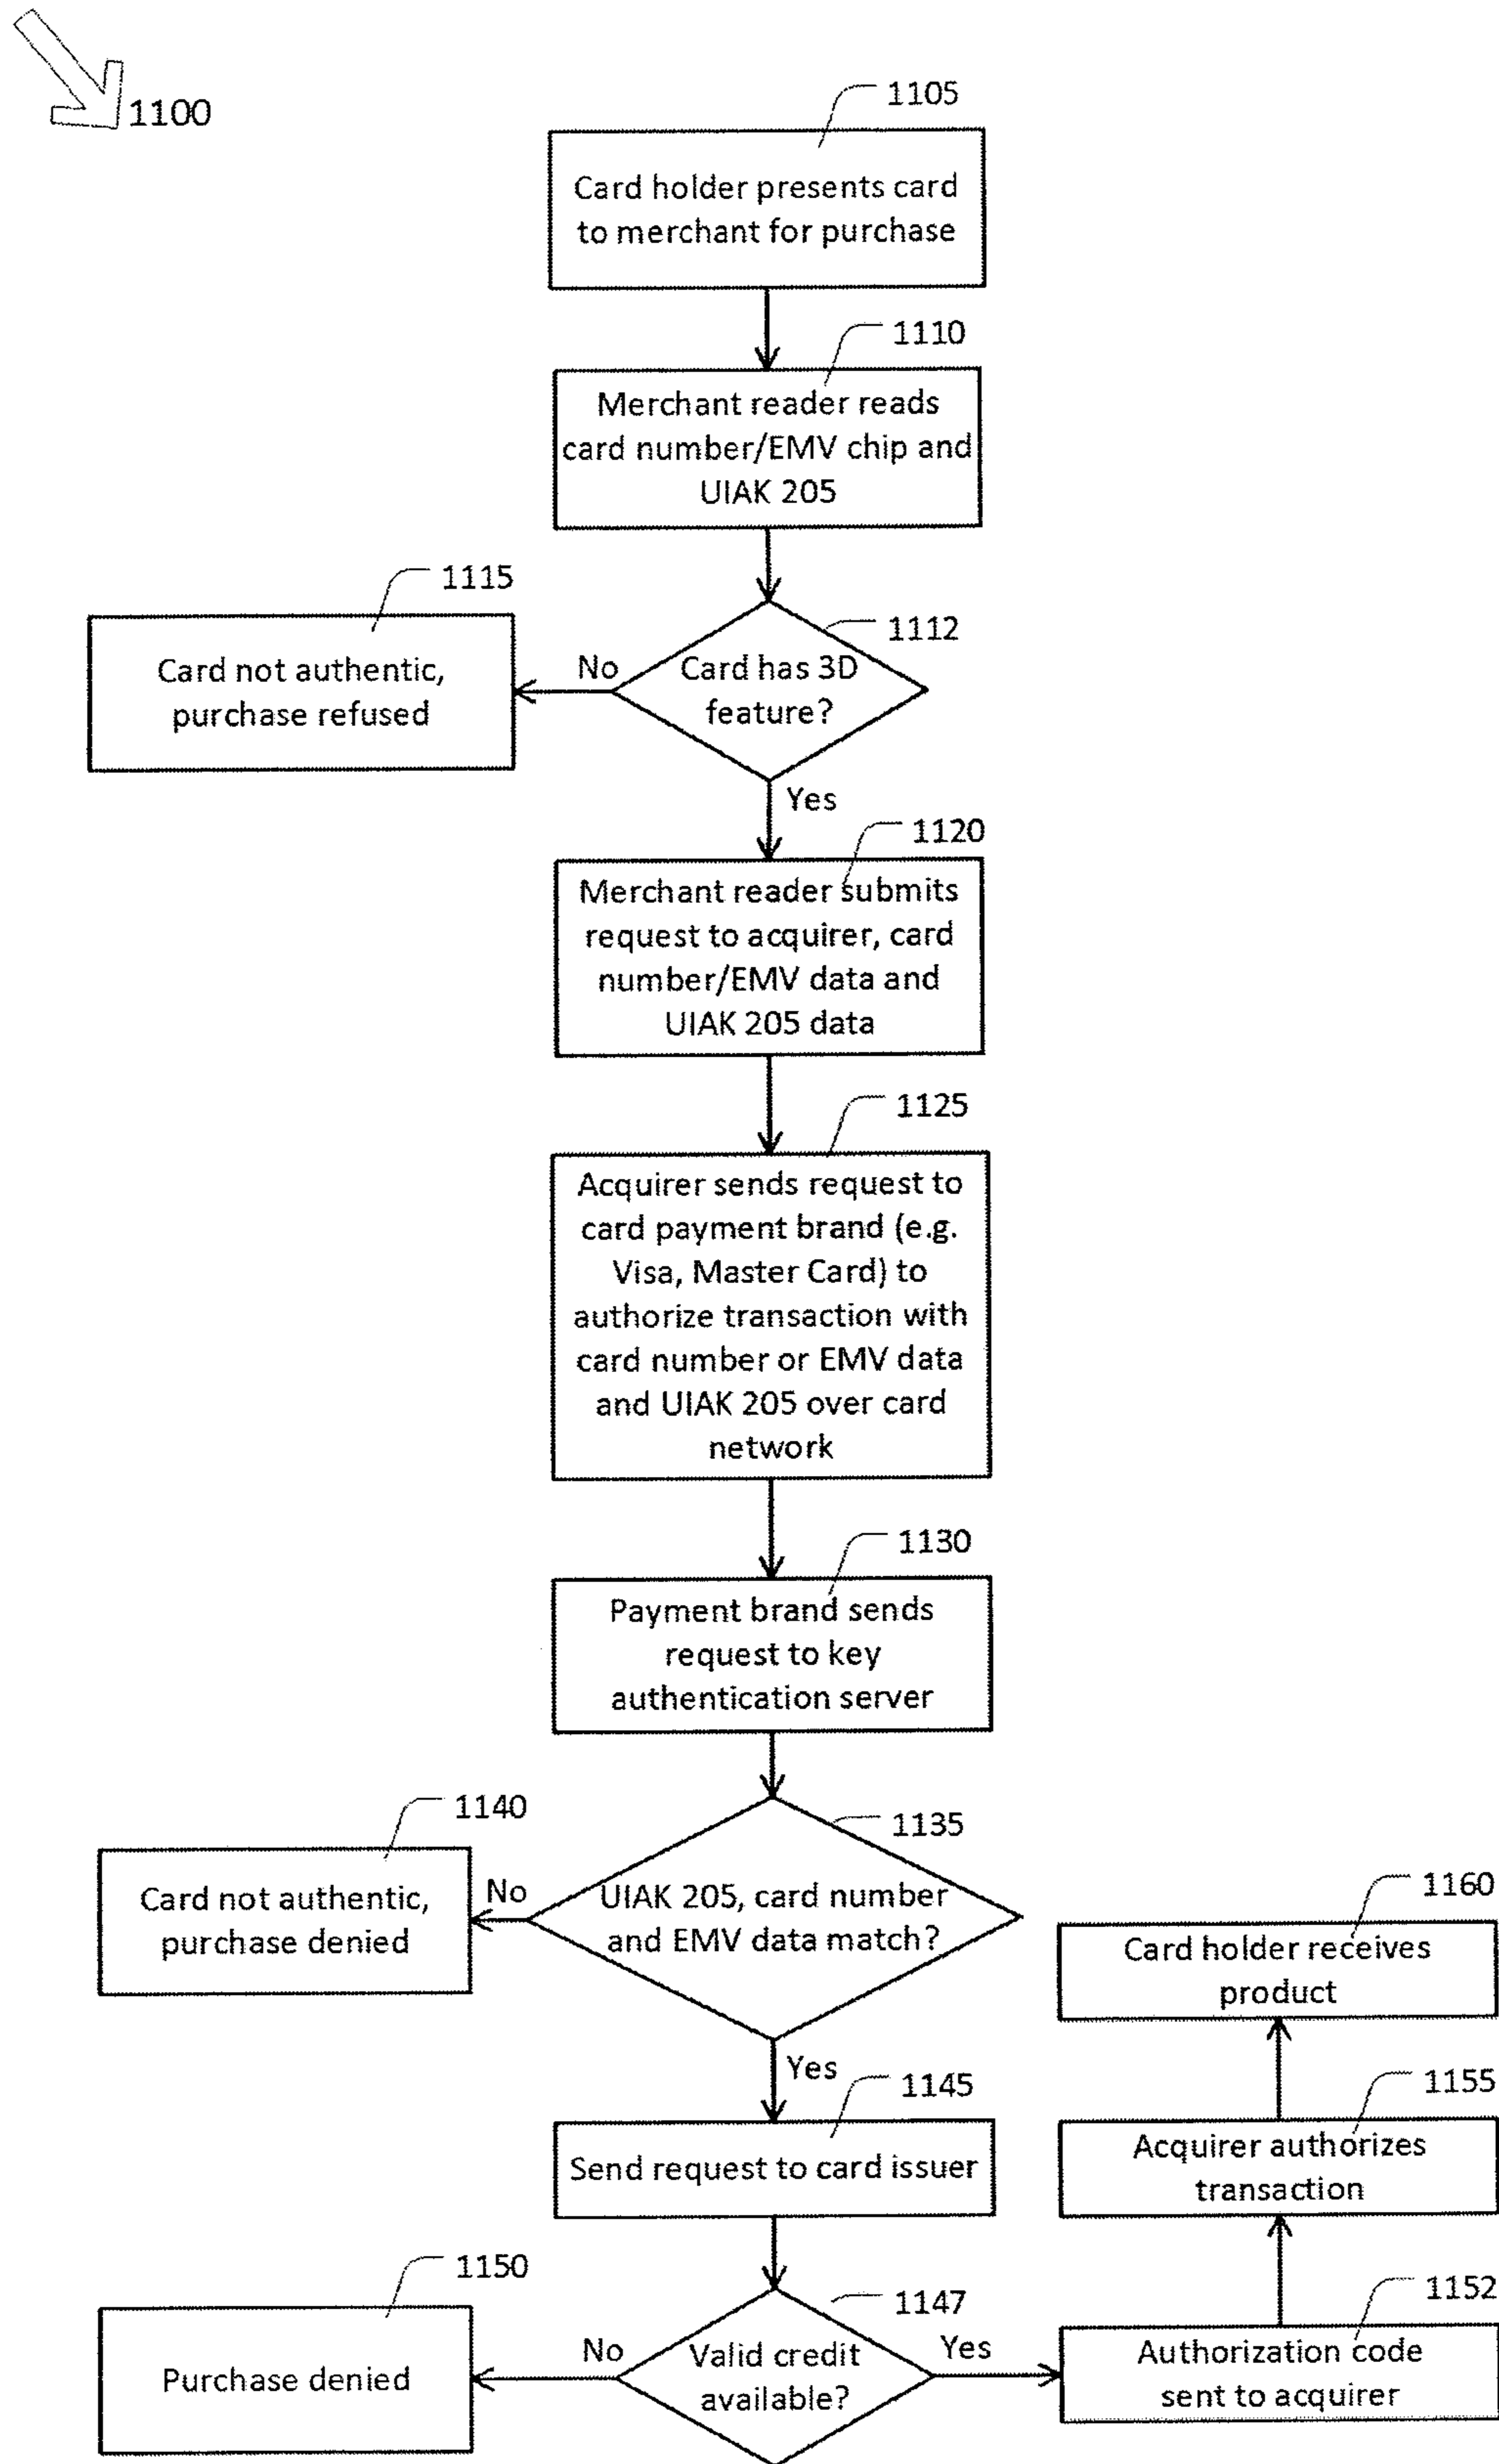 1100
1105
Card holder presents card
to merchant for purchase
1110
Merchant reader reads
card number/EMV chip and
UIAK 205
1112
Card has 3D
feature?
No
1115
Card not authentic,
purchase refused
Yes
1120
Merchant reader submits
request to acquirer, card
number/EMV data and
UIAK 205 data
1125
Acquirer sends request to
card payment brand (e.g.
Visa, Master Card) to
authorize transaction with
card number or EMV data
and UIAK 205 over card
network
1130
Payment brand sends
request to key
authentication server
1135
UIAK 205, card number
and EMV data match?
No
1140
Card not authentic,
purchase denied
Yes
1145
Send request to card issuer
1147
Valid credit
available?
No
1150
Purchase denied
Yes
1152
Authorization code
sent to acquirer
1155
Acquirer authorizes
transaction
1160
Card holder receives
product